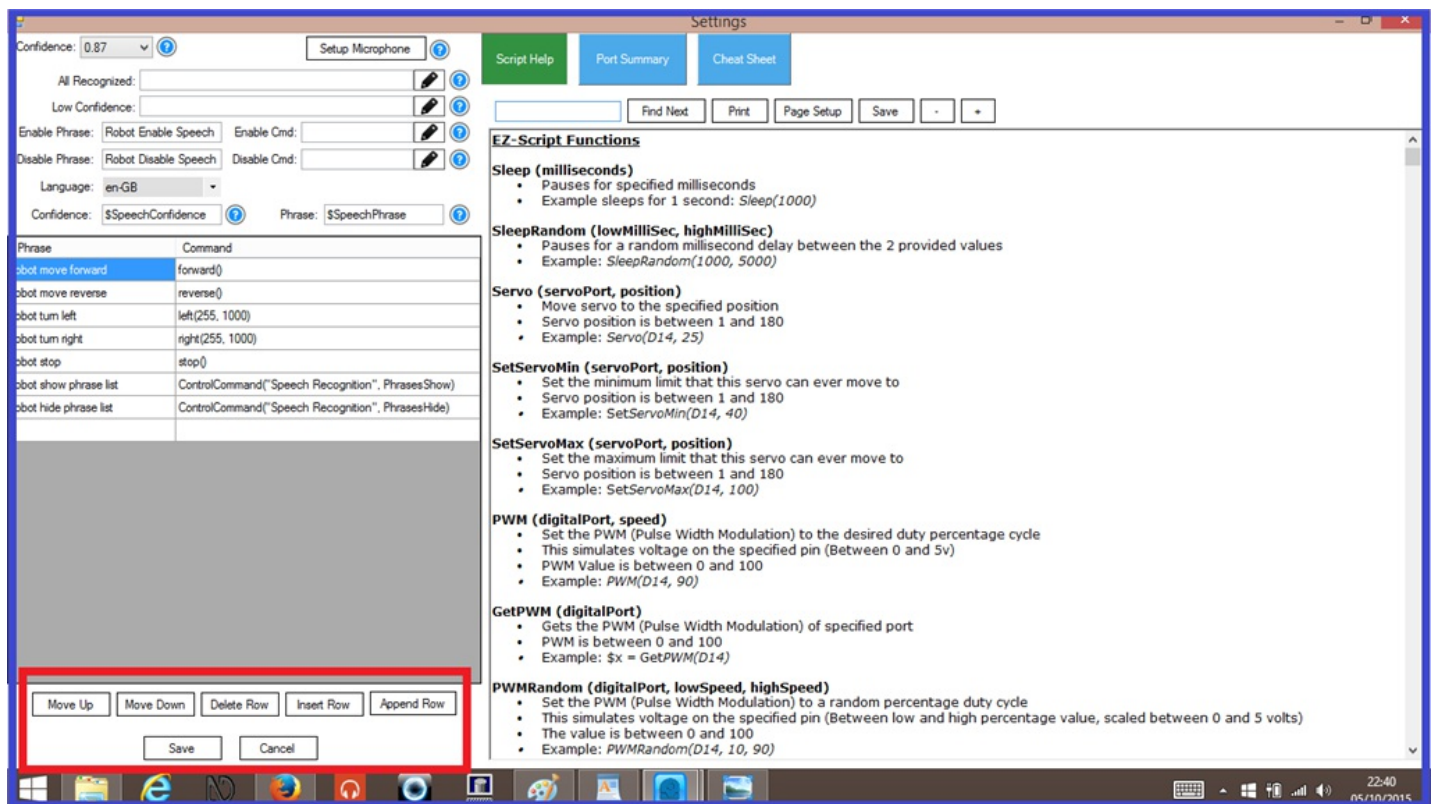 Settings
Confidence: 0.87
Setup Microphone
All Recognized:
Low Confidence:
Enable Phrase: Robot Enable Speech Enable Cmd:
Disable Phrase: Robot Disable Speech Disable Cmd:
Language: en-GB
Confidence: $SpeechConfidence Phrase: $SpeechPhrase
Phrase Command
obot move forward forward()
obot move reverse reverse()
obot turn left left(255, 1000)
obot turn right right(255, 1000)
obot stop stop()
obot show phrase list ControlCommand("Speech Recognition", PhrasesShow)
obot hide phrase list ControlCommand("Speech Recognition", PhrasesHide)
Move Up Move Down Delete Row Insert Row Append Row
Save Cancel
Script Help Port Summary Cheat Sheet
Find Next Print Page Setup Save - +
EZ-Script Functions
Sleep (milliseconds)
• Pauses for specified milliseconds
• Example sleeps for 1 second: Sleep(1000)
SleepRandom (lowMilliSec, highMilliSec)
• Pauses for a random millisecond delay between the 2 provided values
• Example: SleepRandom(1000, 5000)
Servo (servoPort, position)
• Move servo to the specified position
• Servo position is between 1 and 180
• Example: Servo(D14, 25)
SetServoMin (servoPort, position)
• Set the minimum limit that this servo can ever move to
• Servo position is between 1 and 180
• Example: SetServoMin(D14, 40)
SetServoMax (servoPort, position)
• Set the maximum limit that this servo can ever move to
• Servo position is between 1 and 180
• Example: SetServoMax(D14, 100)
PWM (digitalPort, speed)
• Set the PWM (Pulse Width Modulation) to the desired duty percentage cycle
• This simulates voltage on the specified pin (Between 0 and 5v)
• PWM Value is between 0 and 100
• Example: PWM(D14, 90)
GetPWM (digitalPort)
• Gets the PWM (Pulse Width Modulation) of specified port
• PWM is between 0 and 100
• Example: $x = GetPWM(D14)
PWMRandom (digitalPort, lowSpeed, highSpeed)
• Set the PWM (Pulse Width Modulation) to a random percentage duty cycle
• This simulates voltage on the specified pin (Between low and high percentage value, scaled between 0 and 5 volts)
• The value is between 0 and 100
• Example: PWMRandom(D14, 10, 90)
22:40
05/10/2015